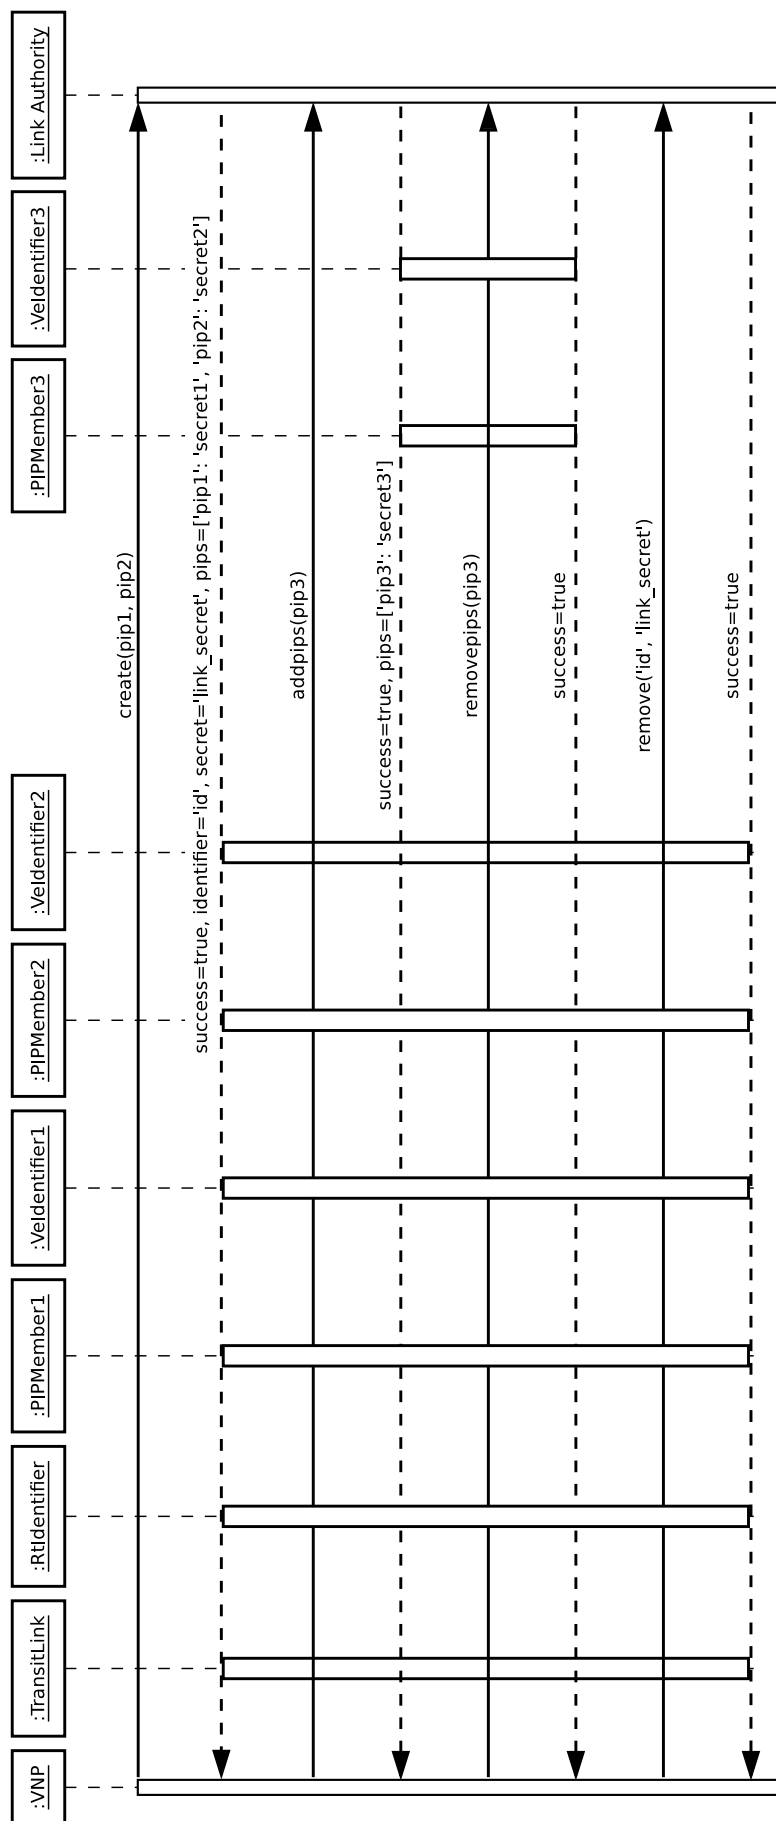 :VNP
:TransitLink
:RtIdentifier
:PIPMember1
:VeIdentifier1
:PIPMember2
:VeIdentifier2
:PIPMember3
:VeIdentifier3
:Link Authority
create(pip1, pip2)
success=true, identifier='id', secret='link_secret', pips=['pip1': 'secret1', 'pip2': 'secret2']
addpips(pip3)
success=true, pips=['pip3': 'secret3']
removepips(pip3)
success=true
remove('id', 'link_secret')
success=true